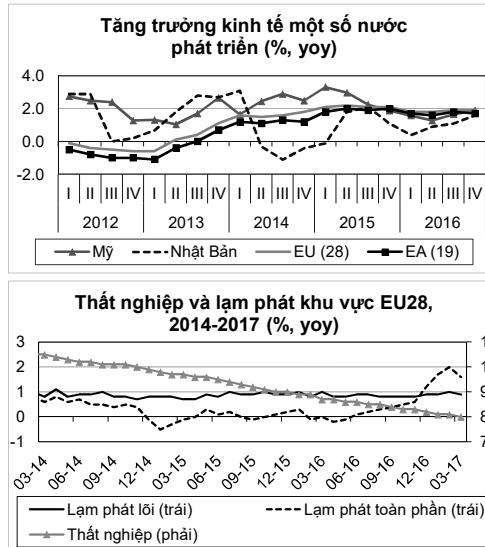 Tăng trưởng kinh tế một số nước
phát triển (%, yoy)
4.0
2.0
0.0
-2.0
I II III IV I II III IV I II III IV I II III IV I II III IV
2012 2013 2014 2015 2016
Mỹ Nhật Bản EU (28) EA (19)
Thất nghiệp và lạm phát khu vực EU28,
2014-2017 (%, yoy)
3
2
1
0
-1
8
7
03-14 06-14 09-14 12-14 03-15 06-15 09-15 12-15 03-16 06-16 09-16 12-16 03-17
Lạm phát lõi (trái) Lạm phát toàn phần (trái)
Thất nghiệp (phải)